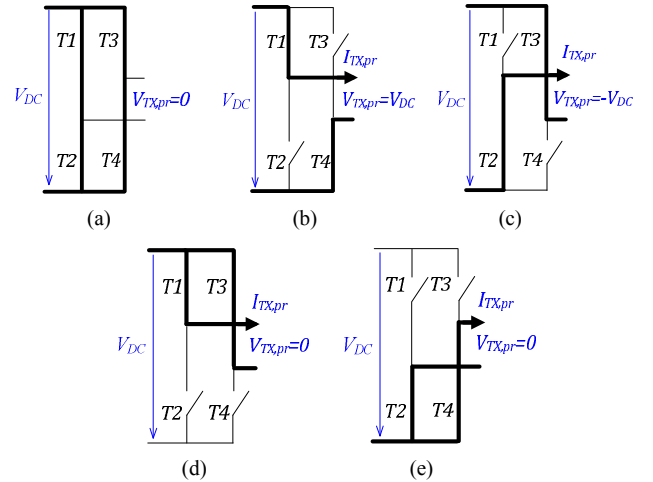 T1 T3
V_DC V_TX,pr=0
T2 T4
(a)
T1 T3
I_TX,pr
V_DC V_TX,pr=V_DC
T2 T4
(b)
T1 T3
I_TX,pr
V_DC V_TX,pr=-V_DC
T2 T4
(c)
T1 T3
I_TX,pr
V_DC V_TX,pr=0
T2 T4
(d)
T1 T3
I_TX,pr
V_DC V_TX,pr=0
T2 T4
(e)